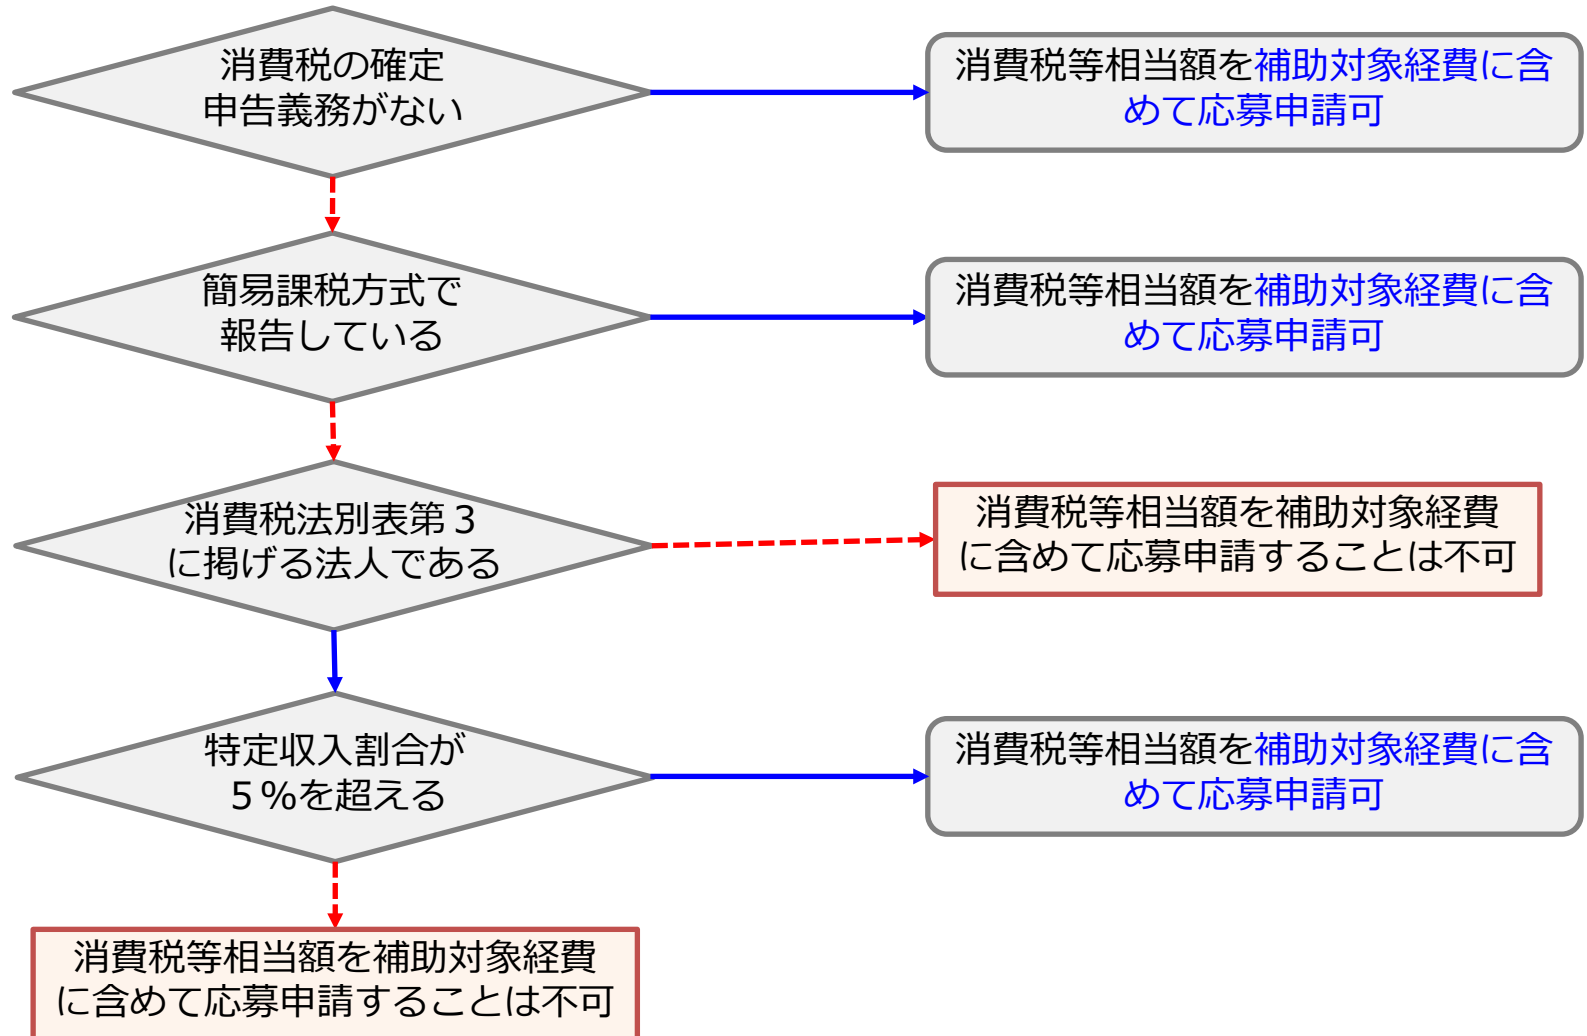 消費税の確定
申告義務がない
消費税等相当額を補助対象経費に含
めて応募申請可
簡易課税方式で
報告している
消費税等相当額を補助対象経費に含
めて応募申請可
消費税法別表第３
に掲げる法人である
消費税等相当額を補助対象経費
に含めて応募申請することは不可
特定収入割合が
５％を超える
消費税等相当額を補助対象経費に含
めて応募申請可
消費税等相当額を補助対象経費
に含めて応募申請することは不可